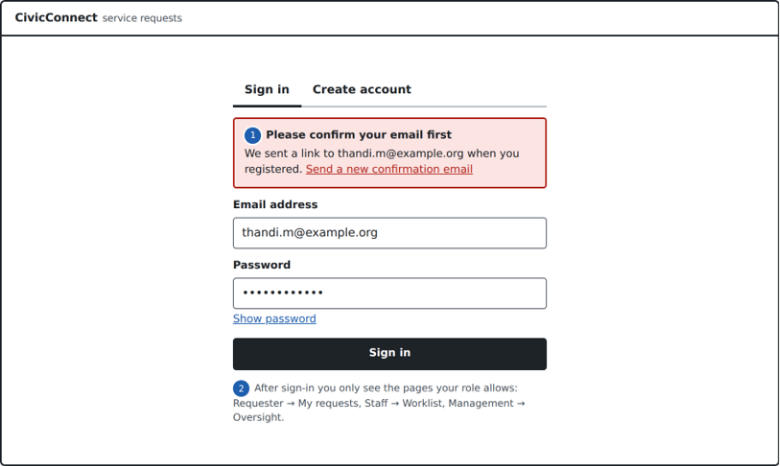 CivicConnect service requests
Sign in Create account
1 Please confirm your email first
We sent a link to thandi.m@example.org when you
registered. Send a new confirmation email
Email address
thandi.m@example.org
Password
••••••••••••
Show password
Sign in
2 After sign-in you only see the pages your role allows:
Requester → My requests, Staff → Worklist, Management →
Oversight.